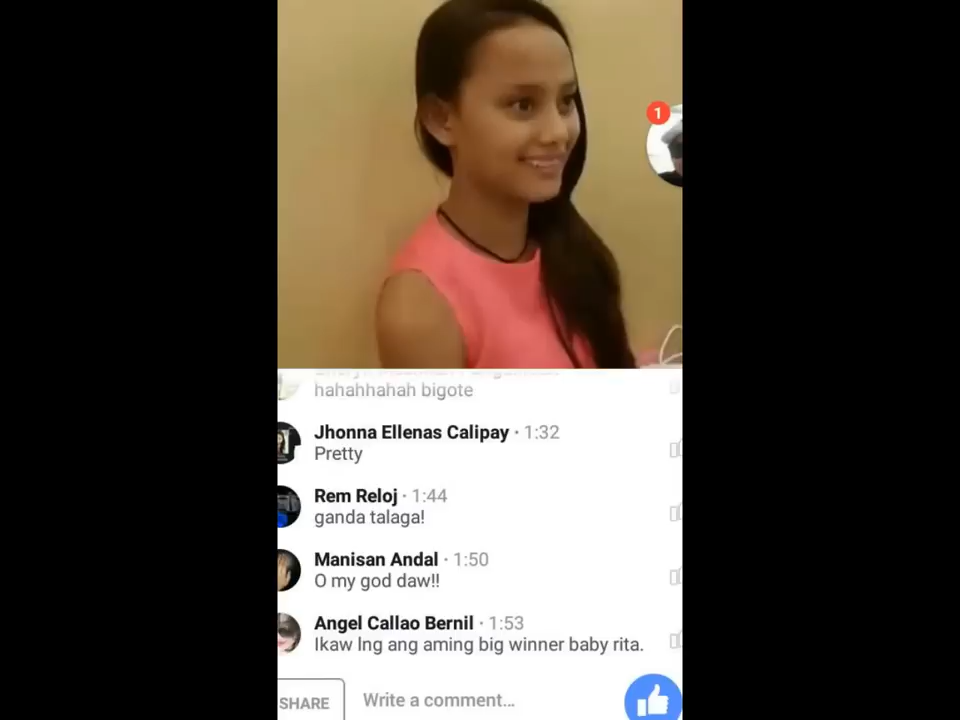 1
hahahhahah bigote
Jhonna Ellenas Calipay · 1:32
Pretty
Rem Reloj · 1:44
ganda talaga!
Manisan Andal · 1:50
O my god daw!!
Angel Callao Bernil · 1:53
Ikaw lng ang aming big winner baby rita.
SHARE
Write a comment...